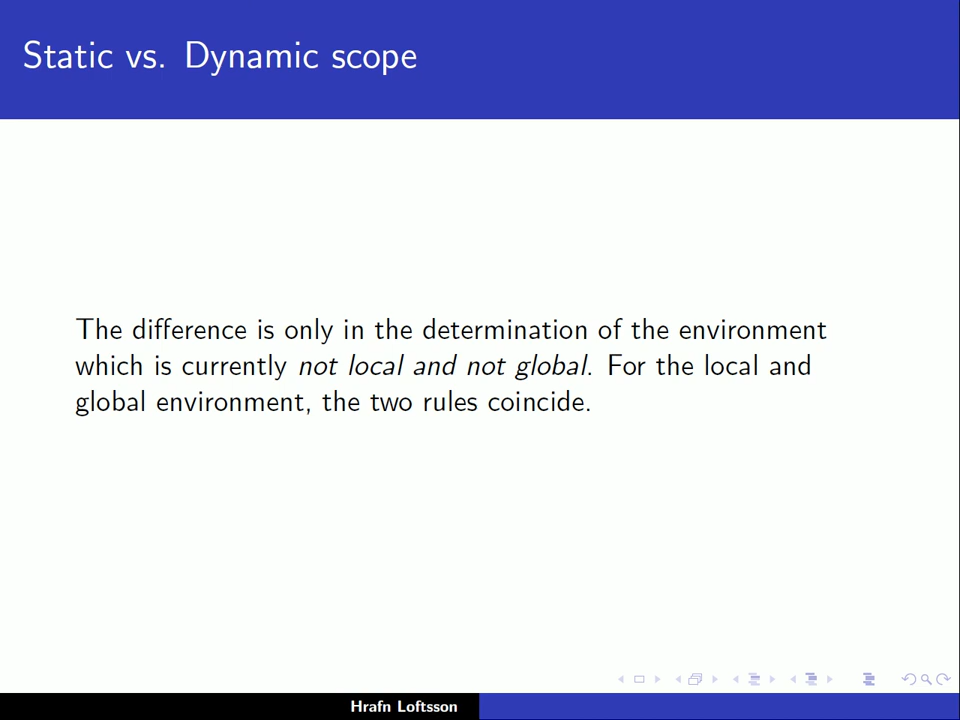 Static vs. Dynamic scope
The difference is only in the determination of the environment
which is currently not local and not global. For the local and
global environment, the two rules coincide.
Hrafn Loftsson